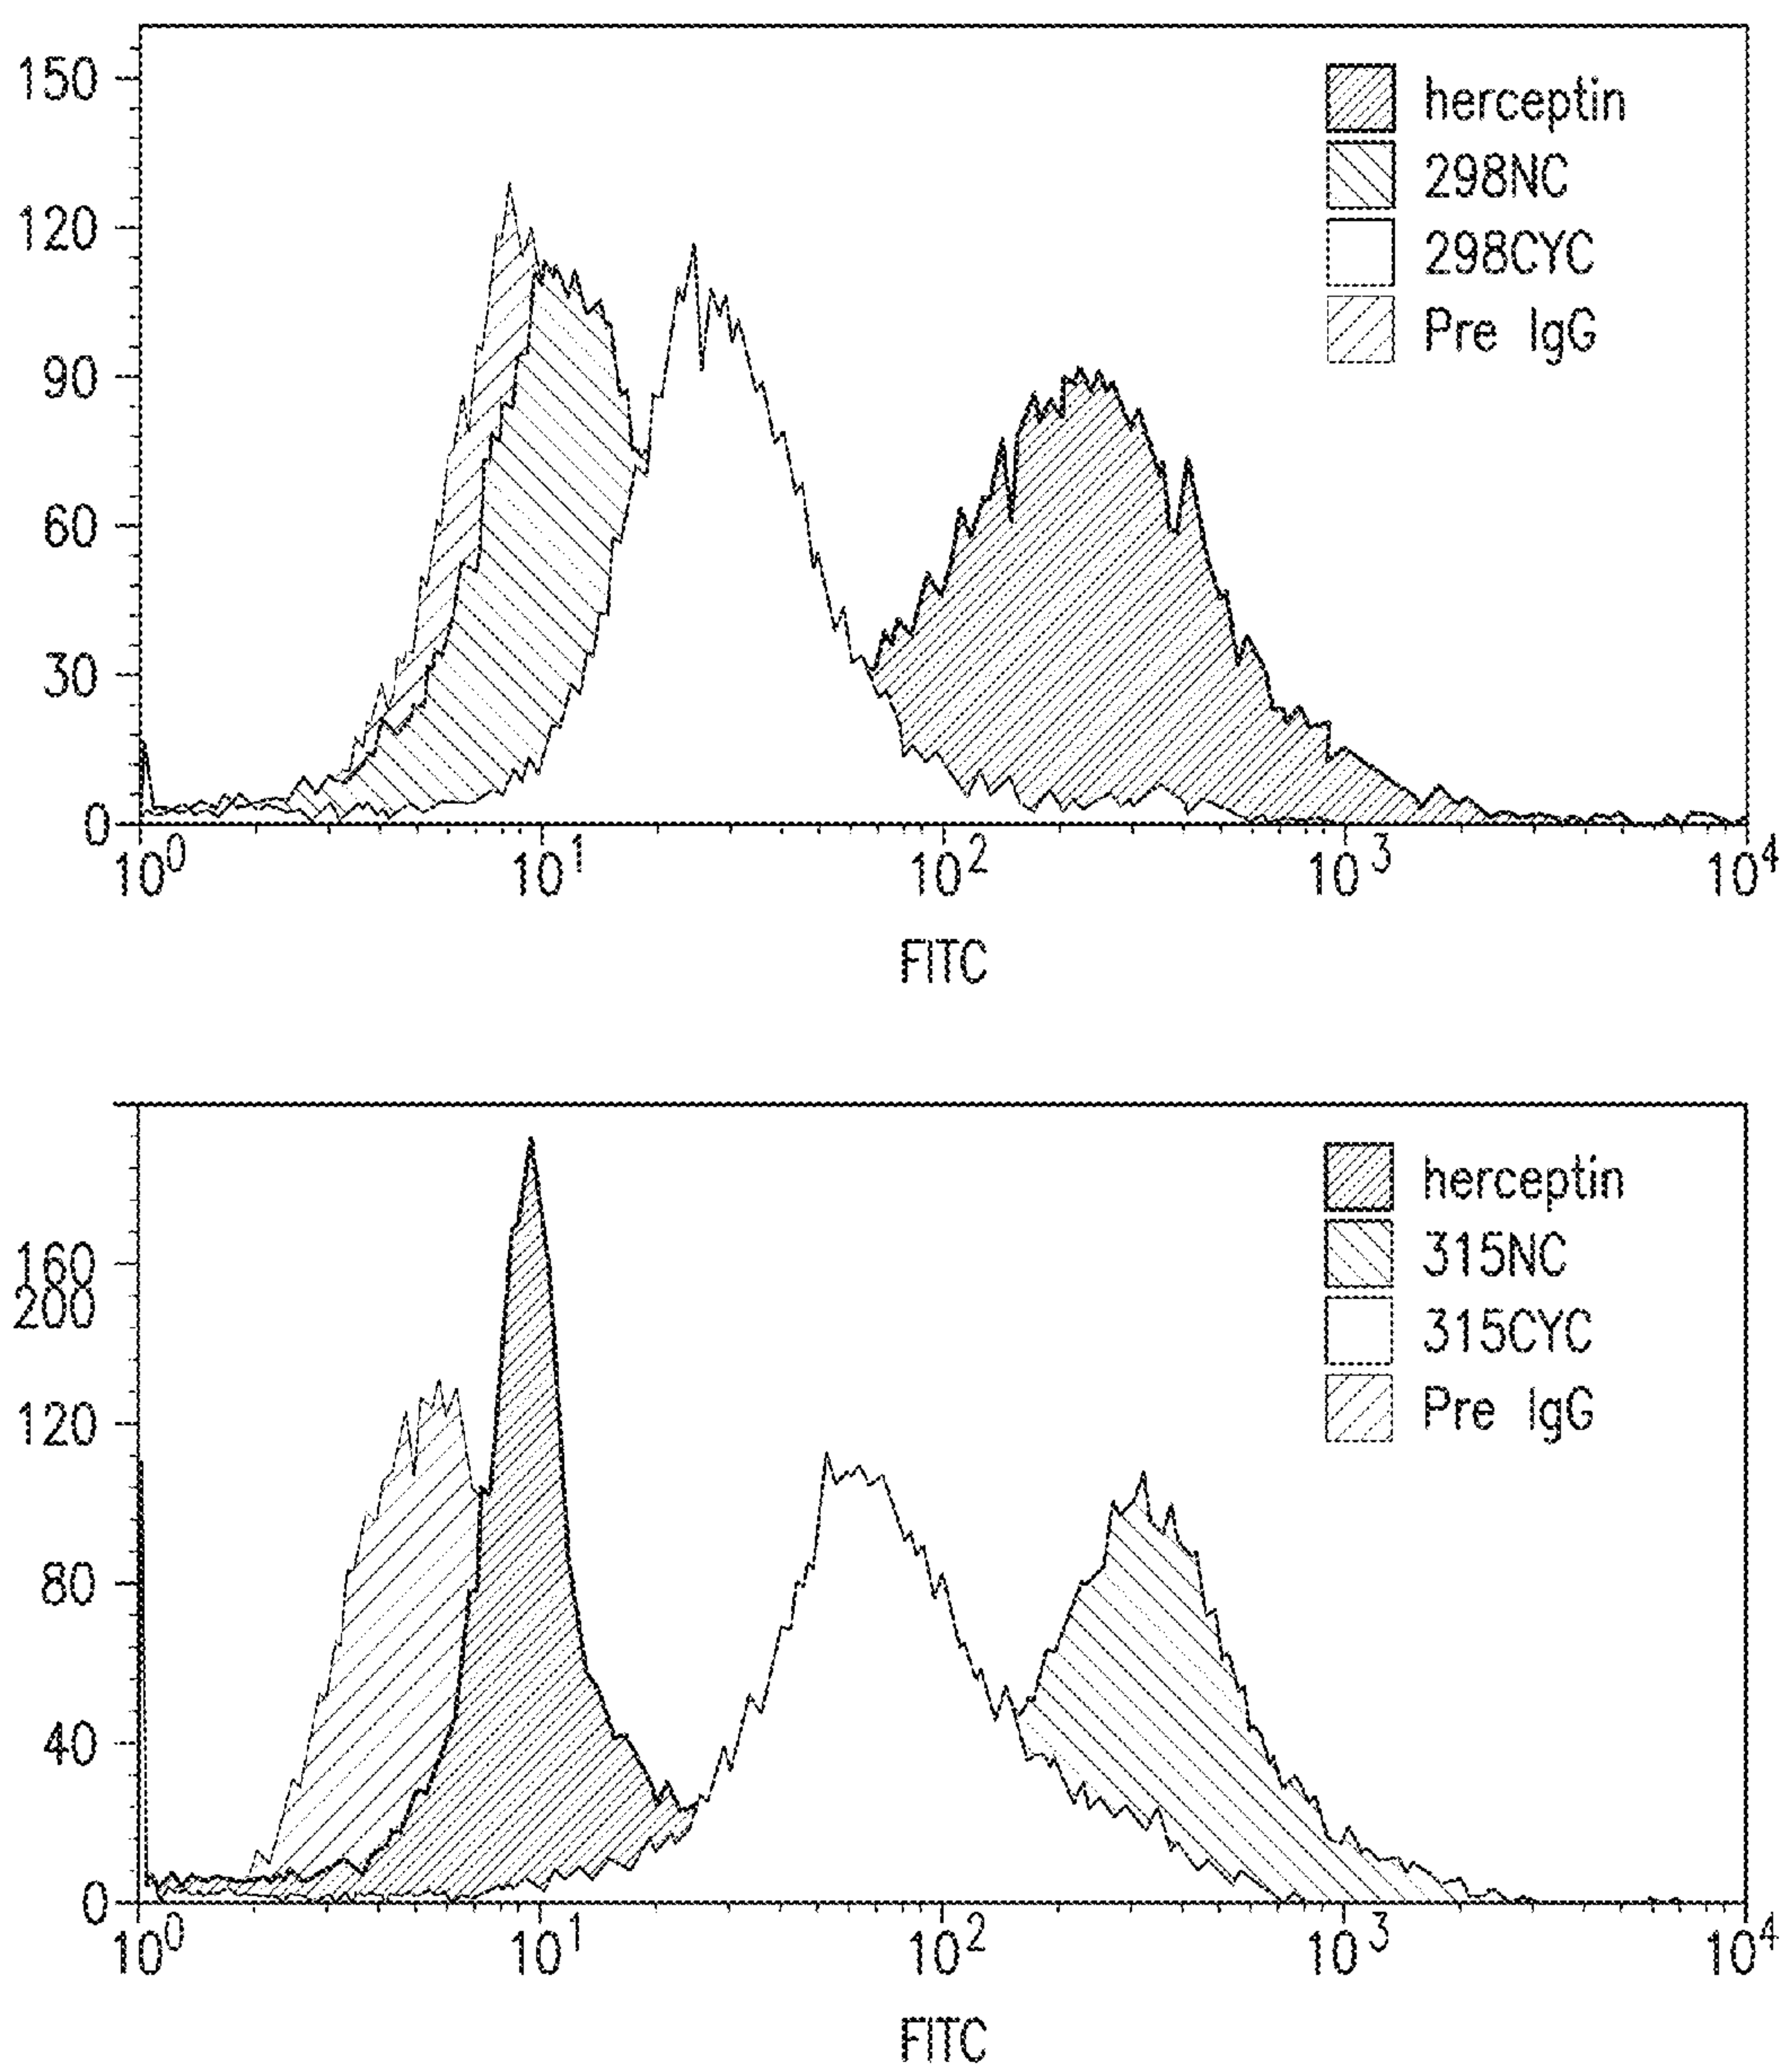 150
120
90
60
30
0
10^0 10^1 10^2 10^3 10^4
FITC
herceptin
298NC
298CYC
Pre IgG
160
200
120
80
40
0
10^0 10^1 10^2 10^3 10^4
FITC
herceptin
315NC
315CYC
Pre IgG